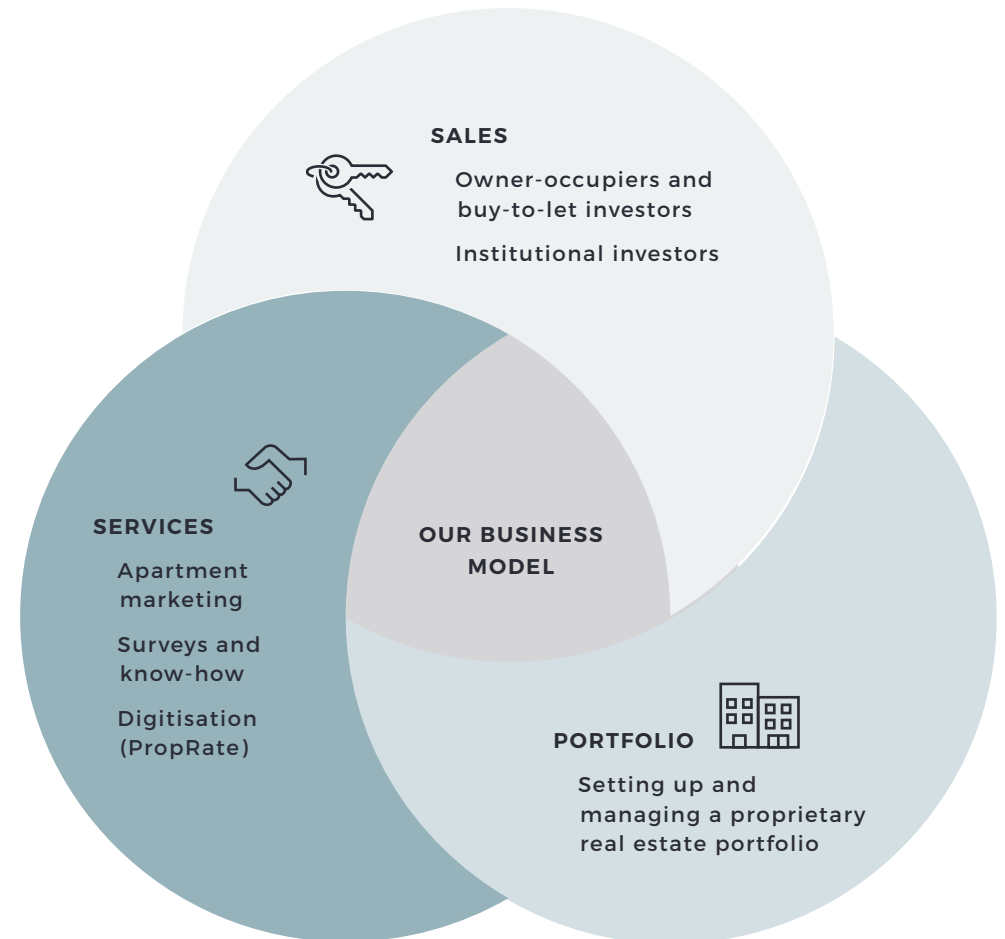 SALES
Owner-occupiers and
buy-to-let investors
Institutional investors
SERVICES
Apartment
marketing
Surveys and
know-how
Digitisation
(PropRate)
OUR BUSINESS
MODEL
PORTFOLIO
Setting up and
managing a proprietary
real estate portfolio